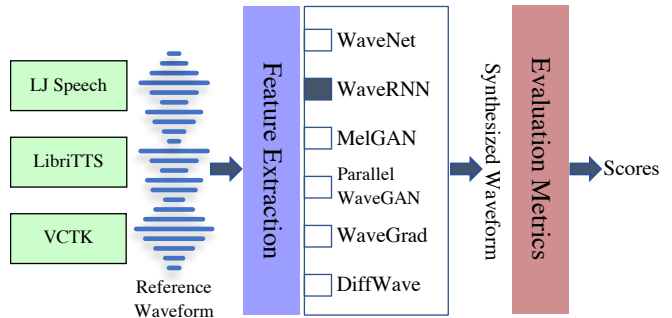 LJ Speech
LibriTTS
VCTK
Reference
Waveform
Feature Extraction
WaveNet
WaveRNN
MelGAN
Parallel
WaveGAN
WaveGrad
DiffWave
Synthesized Waveform
Evaluation Metrics
Scores